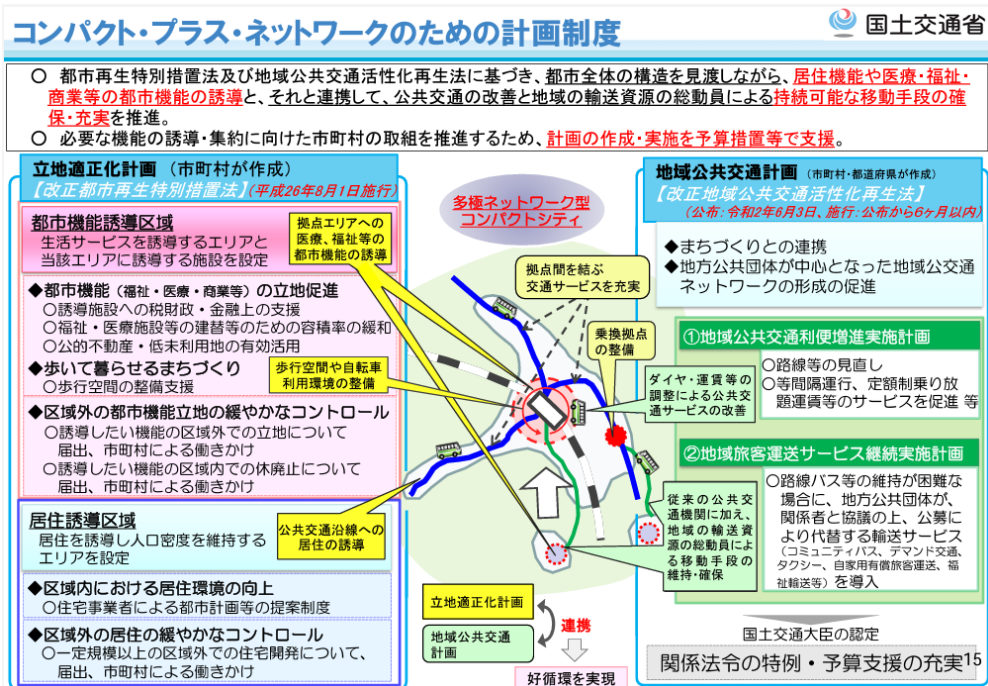 コンパクト・プラス・ネットワークのための計画制度
国土交通省
○ 都市再生特別措置法及び地域公共交通活性化再生法に基づき、都市全体の構造を見渡しながら、居住機能や医療・福祉・
商業等の都市機能の誘導と、それと連携して、公共交通の改善と地域の輸送資源の総動員による持続可能な移動手段の確
保・充実を推進。
○ 必要な機能の誘導・集約に向けた市町村の取組を推進するため、計画の作成・実施を予算措置等で支援。
立地適正化計画 (市町村が作成)
【改正都市再生特別措置法】(平成26年8月1日施行)
都市機能誘導区域
生活サービスを誘導するエリアと
当該エリアに誘導する施設を設定
◆都市機能(福祉・医療・商業等)の立地促進
○誘導施設への税財政・金融上の支援
○福祉・医療施設等の建替等のための容積率の緩和
○公的不動産・低未利用地の有効活用
◆歩いて暮らせるまちづくり
○歩行空間の整備支援
◆区域外の都市機能立地の緩やかなコントロール
○誘導したい機能の区域外での立地について
届出、市町村による働きかけ
○誘導したい機能の区域内での休廃止について
届出、市町村による働きかけ
居住誘導区域
居住を誘導し人口密度を維持する
エリアを設定
◆区域内における居住環境の向上
○住宅事業者による都市計画等の提案制度
◆区域外の居住の緩やかなコントロール
○一定規模以上の区域外での住宅開発について、
届出、市町村による働きかけ
拠点エリアへの
医療、福祉等の
都市機能の誘導
歩行空間や自転車
利用環境の整備
公共交通沿線への
居住の誘導
多極ネットワーク型
コンパクトシティ
拠点間を結ぶ
交通サービスを充実
乗換拠点
の整備
ダイヤ・運賃等の
調整による公共交
通サービスの改善
従来の公共交
通機関に加え、
地域の輸送資
源の総動員によ
る移動手段の
維持・確保
立地適正化計画
地域公共交通
計画
連携
好循環を実現
地域公共交通計画 (市町村・都道府県が作成)
【改正地域公共交通活性化再生法】
(公布:令和2年6月3日、施行:公布から6ヶ月以内)
◆まちづくりとの連携
◆地方公共団体が中心となった地域公交通
ネットワークの形成の促進
①地域公共交通利便増進実施計画
○路線等の見直し
○等間隔運行、定額制乗り放
題運賃等のサービスを促進 等
②地域旅客運送サービス継続実施計画
○路線バス等の維持が困難な
場合に、地方公共団体が、
関係者と協議の上、公募に
より代替する輸送サービス
(コミュニティバス、デマンド交通、
タクシー、自家用有償旅客運送、福
祉輸送等)を導入
国土交通大臣の認定
関係法令の特例・予算支援の充実
15